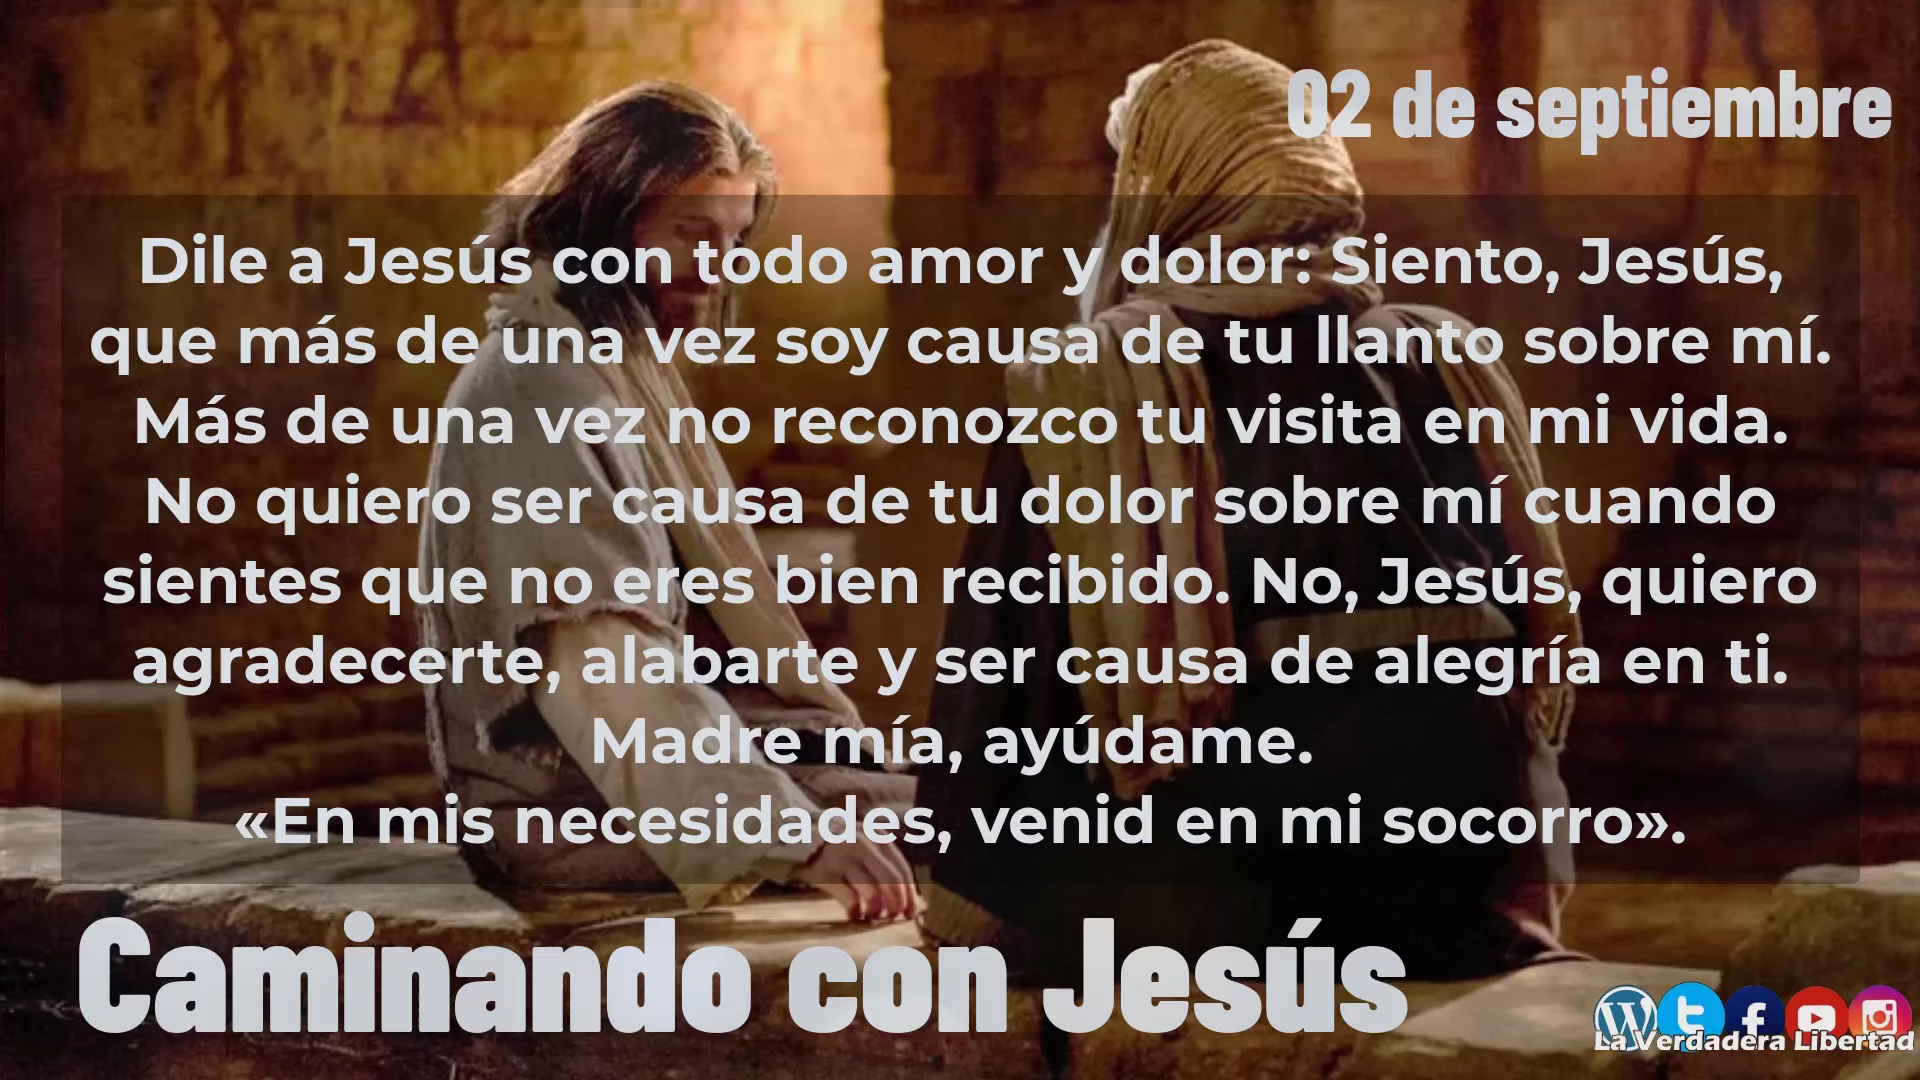 02 de septiembre
Dile a Jesús con todo amor y dolor: Siento, Jesús,
que más de una vez soy causa de tu llanto sobre mí.
Más de una vez no reconozco tu visita en mi vida.
No quiero ser causa de tu dolor sobre mí cuando
sientes que no eres bien recibido. No, Jesús, quiero
agradecerte, alabarte y ser causa de alegría en ti.
Madre mía, ayúdame.
«En mis necesidades, venid en mi socorro».
Caminando con Jesús
La Verdadera Libertad